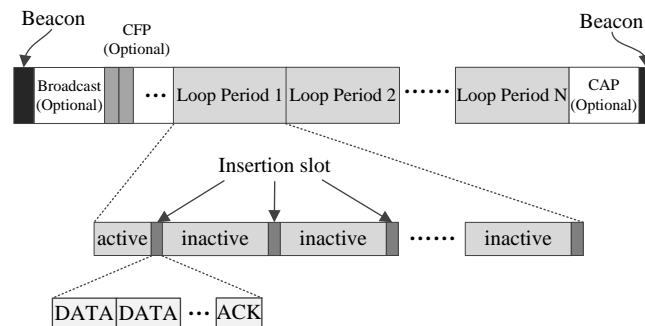 Beacon
CFP
(Optional)
Beacon
Broadcast
(Optional)
...
Loop Period 1
Loop Period 2
......
Loop Period N
CAP
(Optional)
Insertion slot
active
inactive
inactive
......
inactive
DATA
DATA
...
ACK